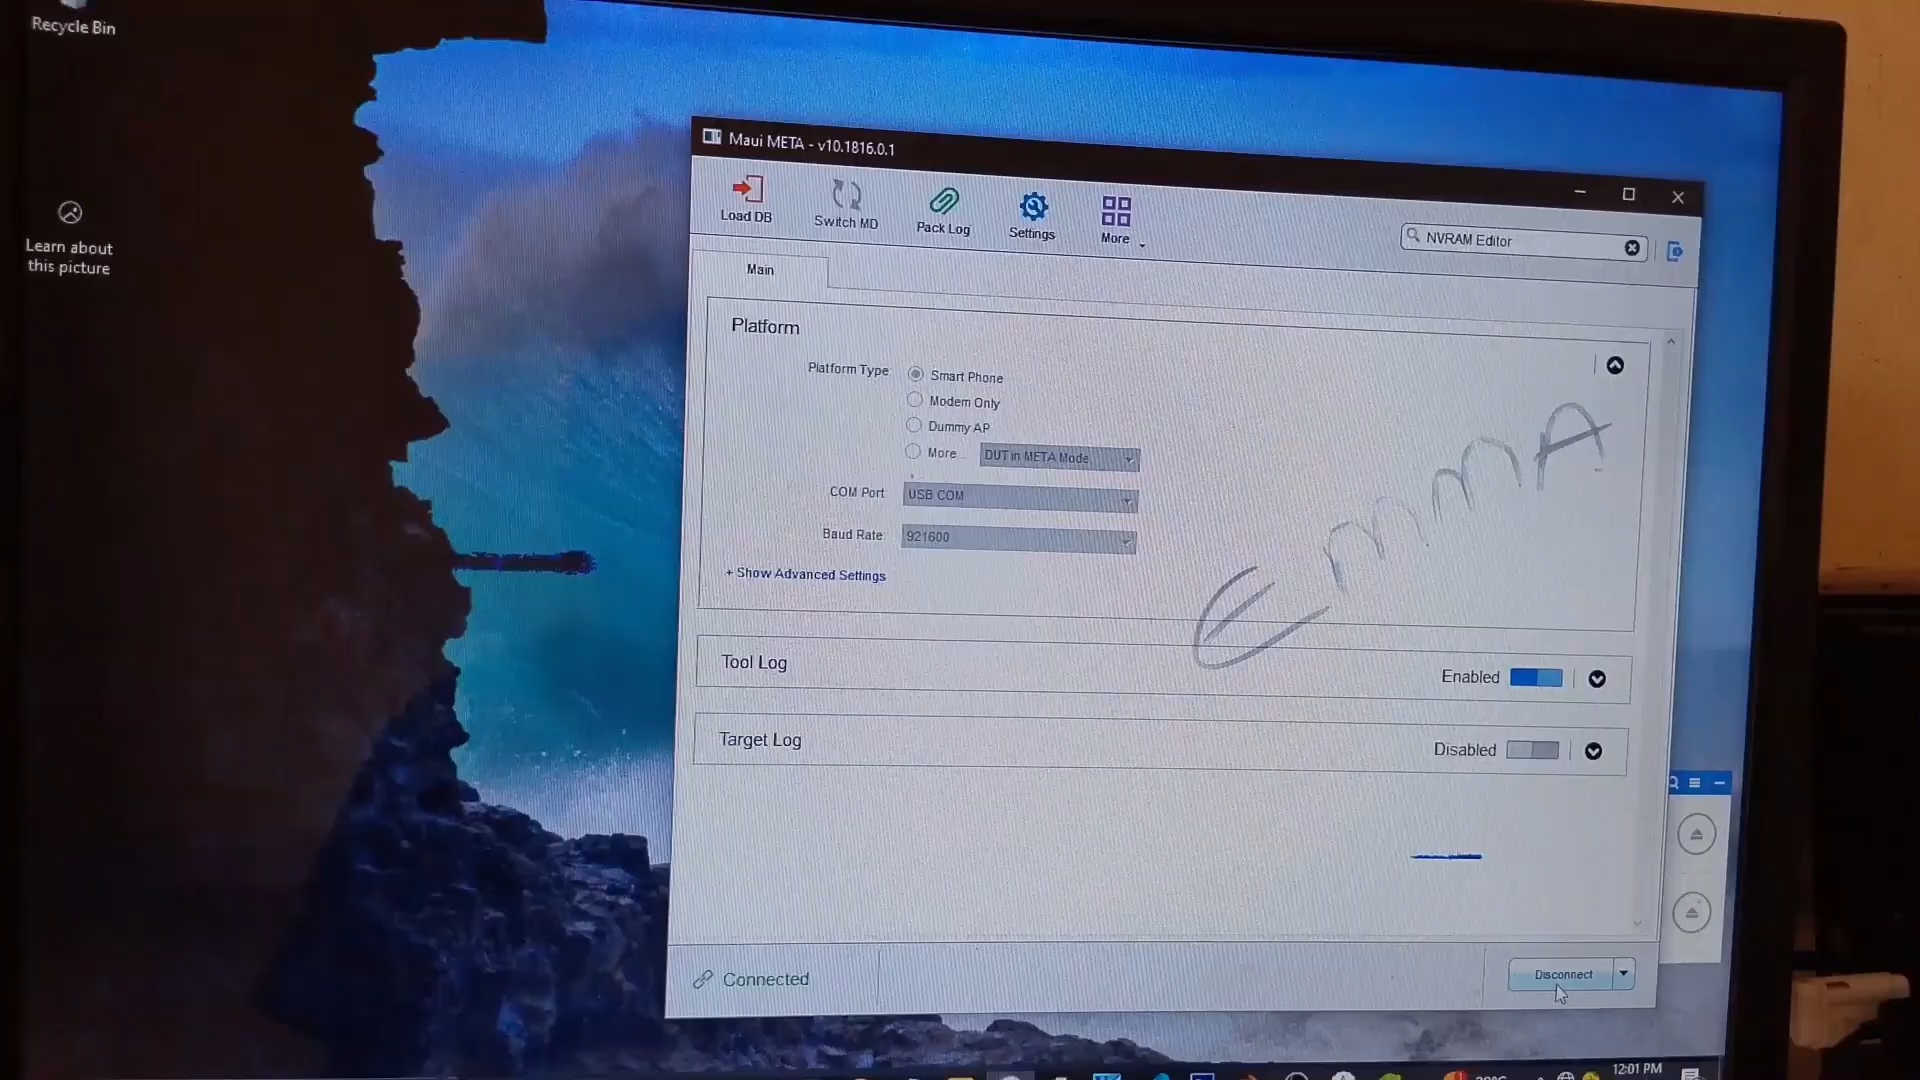 Recycle Bin
Learn about
this picture
Maui META - v10.1816.0.1
Load DB
Switch MD
Pack Log
Settings
More
NVRAM Editor
Main
Platform
Platform Type:
Smart Phone
Modem Only
Dummy AP
More...
DUT in META Mode
COM Port:
USB COM
Baud Rate:
921600
+ Show Advanced Settings
EmmA
Tool Log
Enabled
Target Log
Disabled
Connected
Disconnect
12:01 PM